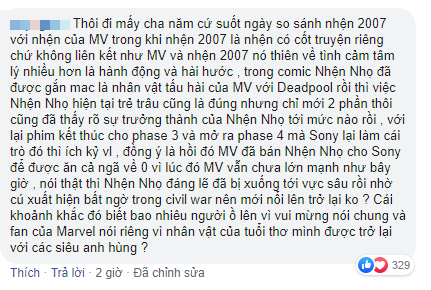 Thôi đi mấy cha năm cứ suốt ngày so sánh nhện 2007
với nhện của MV trong khi nhện 2007 là nhện có cốt truyện riêng
chứ không liên kết như MV và nhện 2007 nó thiên về tình cảm tâm
lý nhiều hơn là hành động và hài hước , trong comic Nhện Nhọ đã
được gắn mac là nhân vật tấu hài của MV với Deadpool rồi thì việc
Nhện Nhọ hiện tại trẻ trâu cũng là đúng nhưng chỉ mới 2 phần thôi
cũng đã thấy rõ sự trưởng thành của Nhện Nhọ tới mức nào rồi , với
lại phim kết thúc cho phase 3 và mở ra phase 4 mà Sony lại làm cái
trò đó thì ích kỷ vl , đồng ý là hồi đó MV đã bán Nhện Nhọ cho Sony
để được ăn cả ngã về 0 vì lúc đó MV vẫn chưa lớn mạnh như bây
giờ , nói thật thì Nhện Nhọ đáng lẽ đã bị xuống tới vực sâu rồi nhờ
cú xuất hiện bất ngờ trong civil war nên mới nổi lên trở lại ko ? Cái
khoảnh khắc đó biết bao nhiêu người ồ lên vì vui mừng nói chung và
fan của Marvel nói riêng vì nhân vật của tuổi thơ mình được trở lại
với các siêu anh hùng ?
329
Thích · Trả lời · 2 giờ · Đã chỉnh sửa